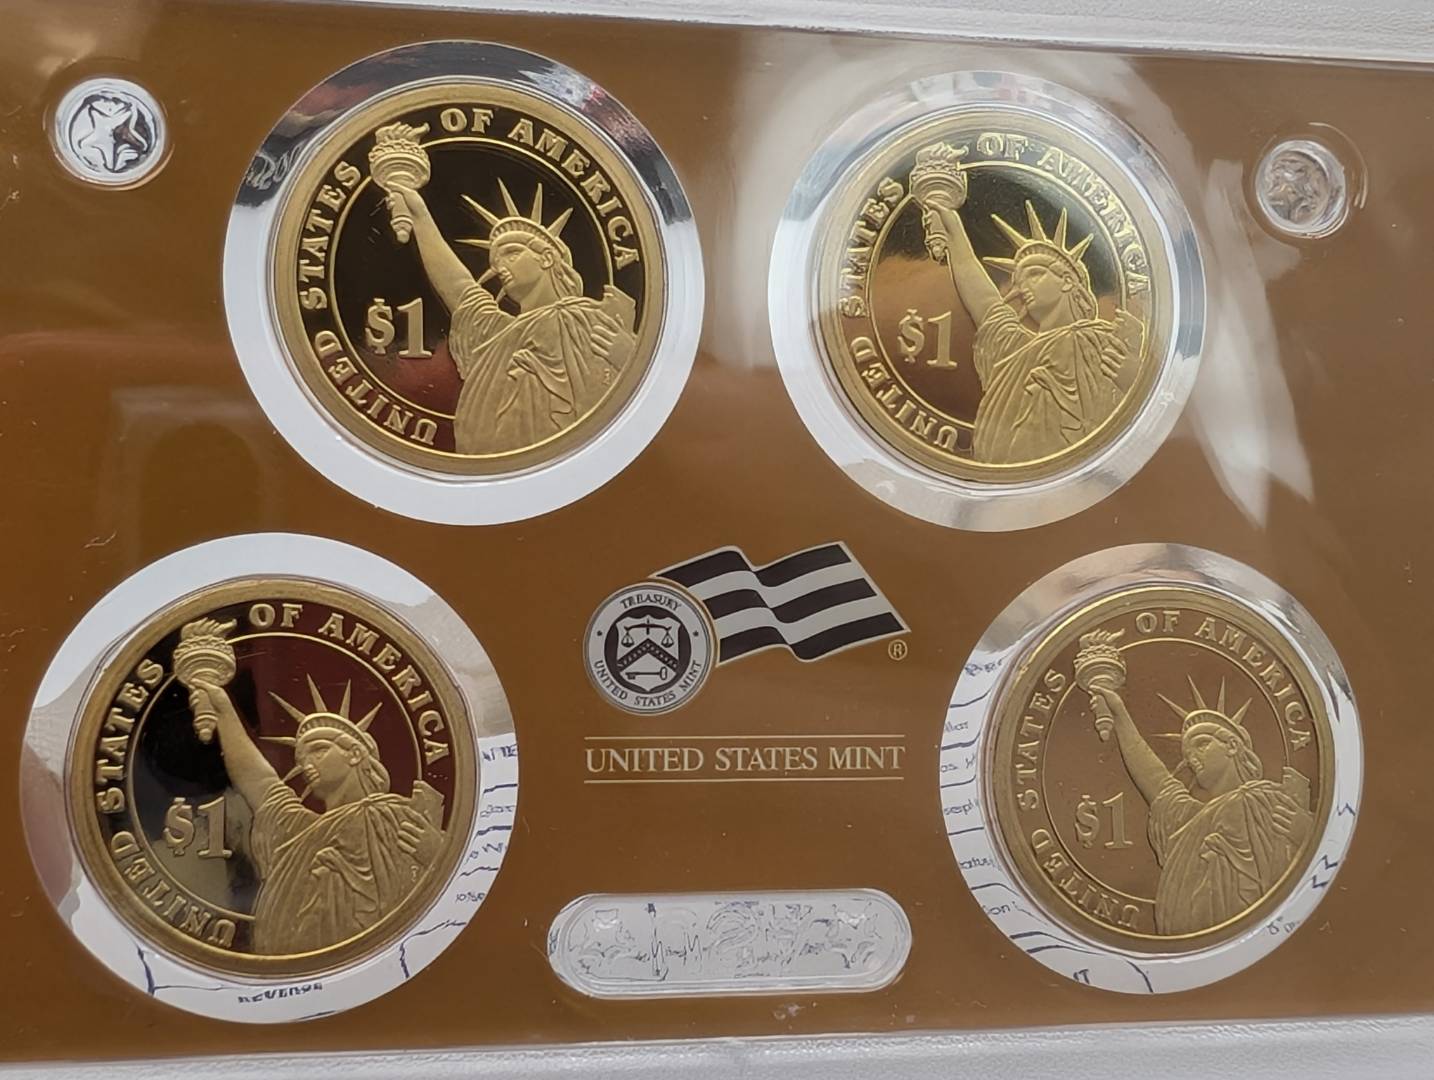 UNITED STATES OF AMERICA
$1
UNITED STATES OF AMERICA
$1
TREASURY
UNITED STATES MINT
®
UNITED STATES MINT
UNITED STATES OF AMERICA
$1
REVERSE
UNITED STATES OF AMERICA
$1